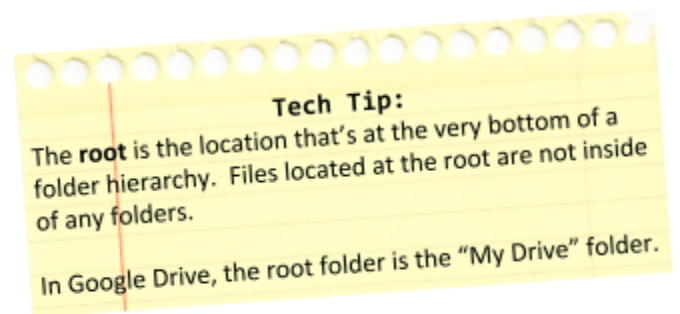 Tech Tip:
The root is the location that's at the very bottom of a
folder hierarchy.  Files located at the root are not inside
of any folders.
In Google Drive, the root folder is the “My Drive” folder.